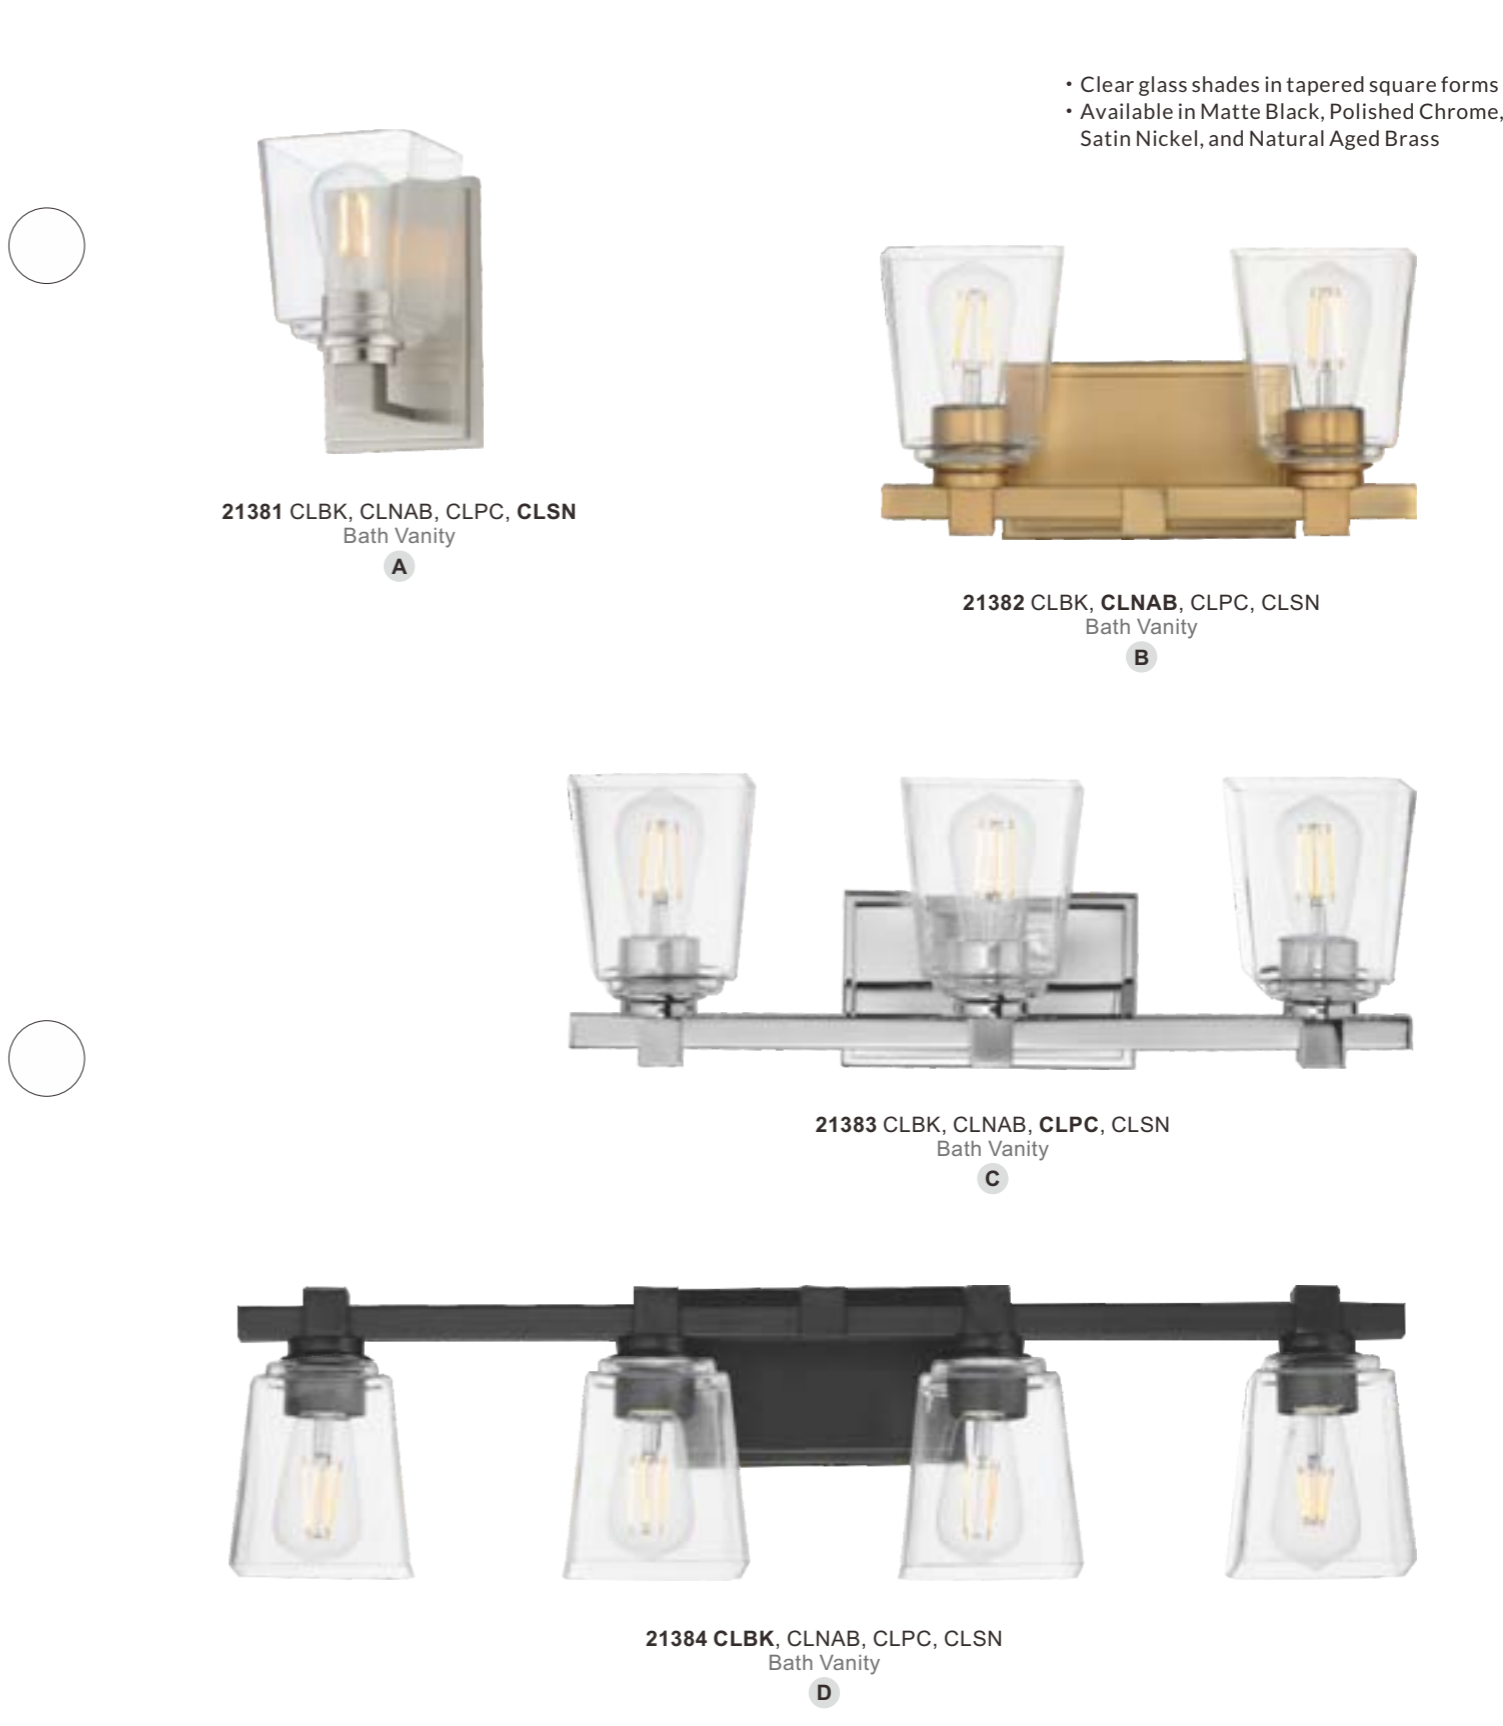 • Clear glass shades in tapered square forms
• Available in Matte Black, Polished Chrome,
Satin Nickel, and Natural Aged Brass
21381 CLBK, CLNAB, CLPC, CLSN
Bath Vanity
A
21382 CLBK, CLNAB, CLPC, CLSN
Bath Vanity
B
21383 CLBK, CLNAB, CLPC, CLSN
Bath Vanity
C
21384 CLBK, CLNAB, CLPC, CLSN
Bath Vanity
D